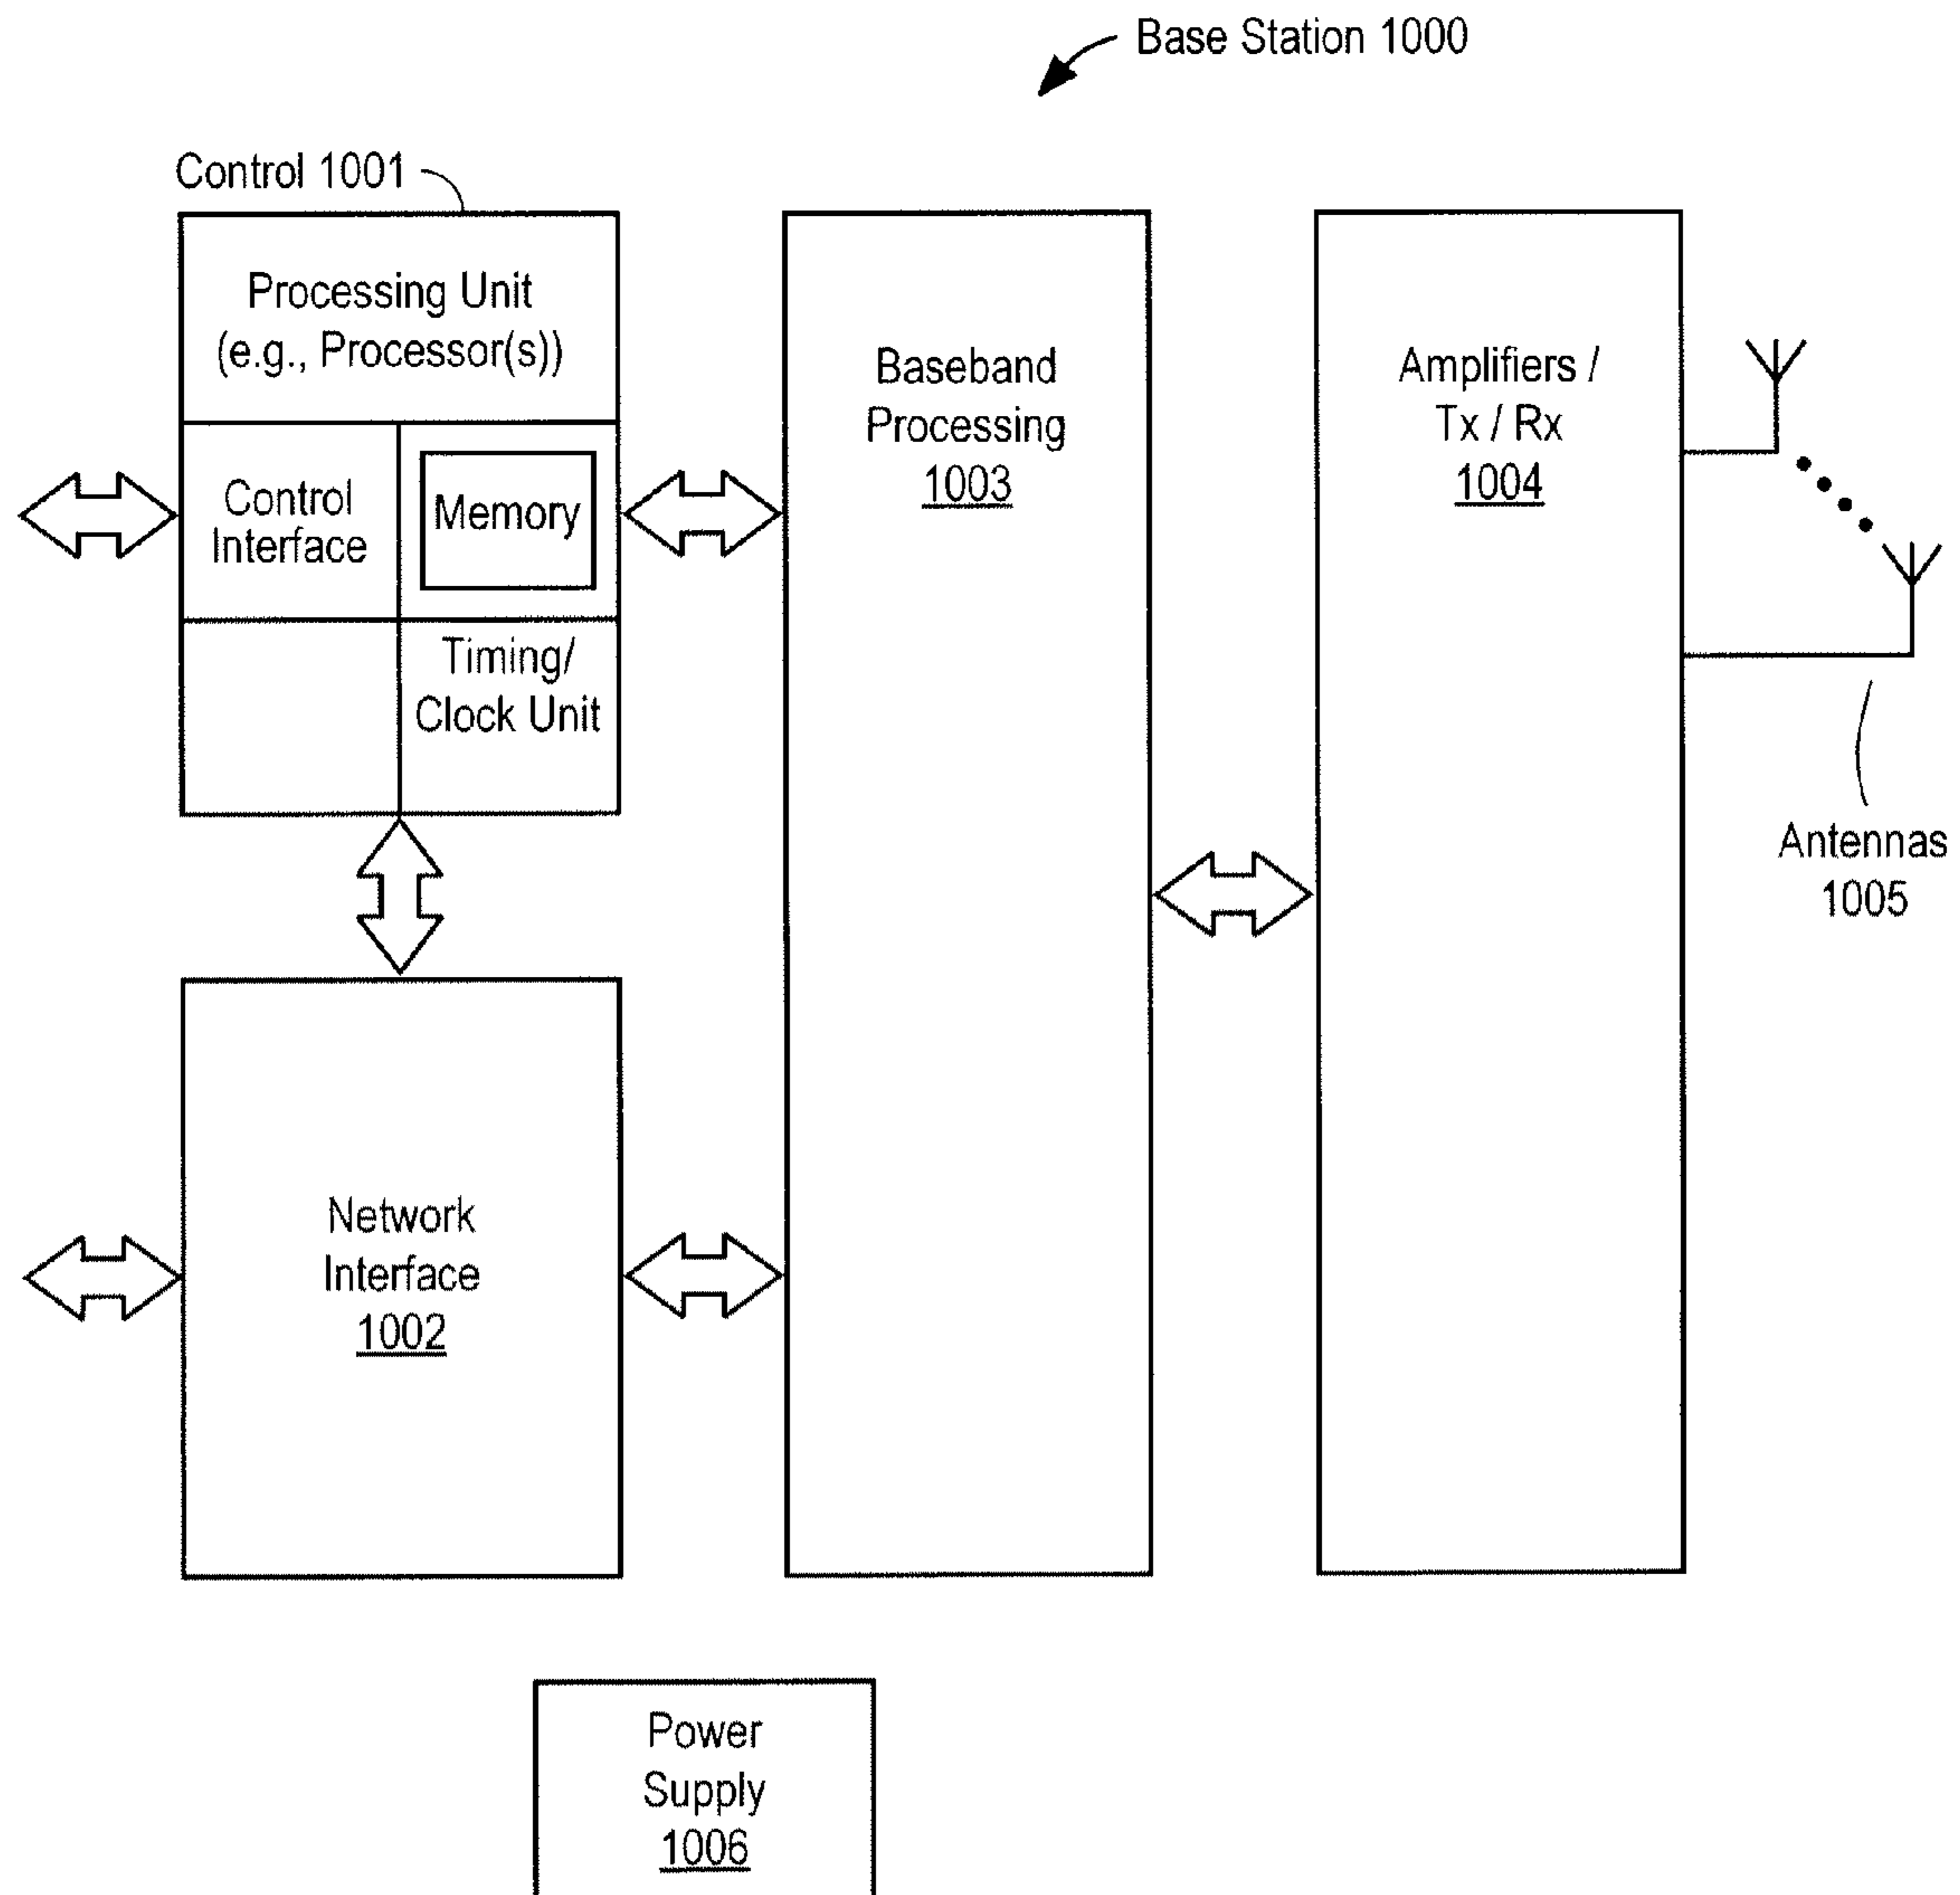 Base Station 1000
Control 1001
Processing Unit
(e.g., Processor(s))
Control
Interface
Memory
Timing/
Clock Unit
Baseband
Processing
1003
Amplifiers /
Tx / Rx
1004
Antennas
1005
Network
Interface
1002
Power
Supply
1006